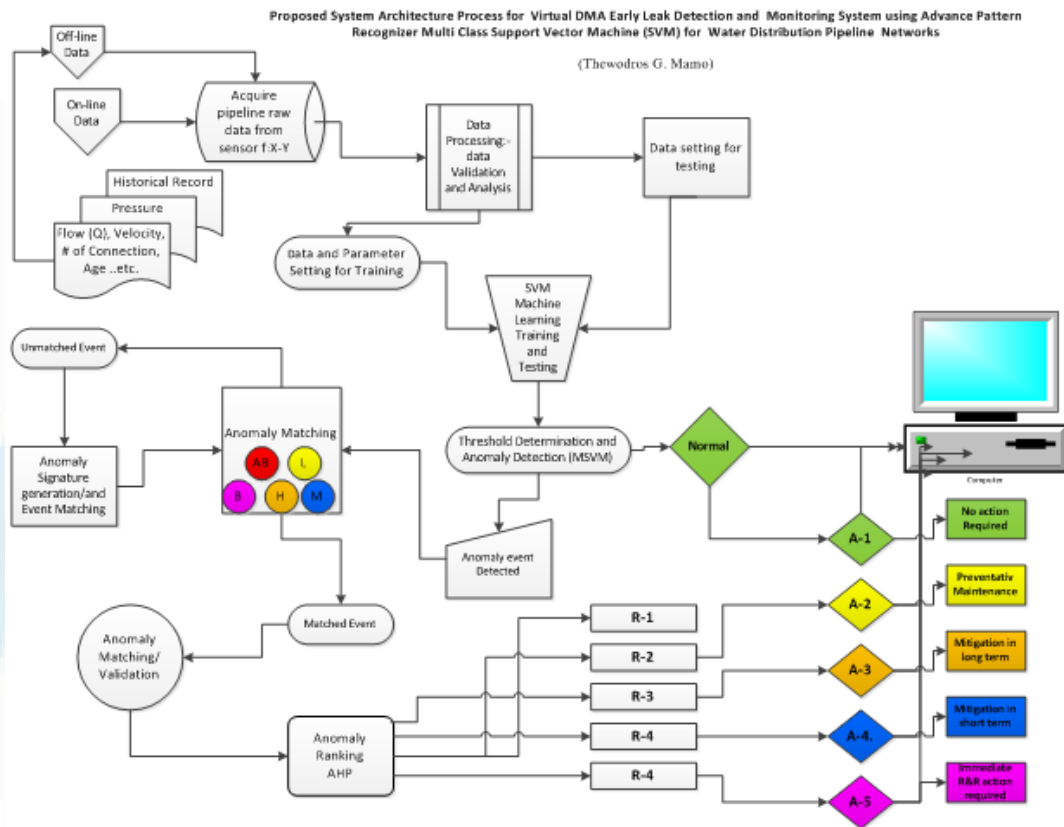 Proposed System Architecture Process for Virtual DMA Early Leak Detection and Monitoring System using Advance Pattern
Recognizer Multi Class Support Vector Machine (SVM) for Water Distribution Pipeline Networks
(Thewodros G. Mamo)
Off-line
Data
On-line
Data
Acquire
pipeline raw
data from
sensor f:X-Y
Data
Processing:-
data
Validation
and Analysis
Data setting for
testing
Historical Record
Pressure
Flow (Q), Velocity,
# of Connection,
Age ..etc.
Data and Parameter
Setting for Training
SVM
Machine
Learning
Training
and
Testing
Unmatched Event
Anomaly Matching
AB
L
B
H
M
Anomaly
Signature
generation/and
Event Matching
Threshold Determination and
Anomaly Detection (MSVM)
Normal
Computer
Anomaly event
Detected
A-1
No action
Required
Matched Event
Anomaly
Matching/
Validation
R-1
A-2
Preventativ
Maintenance
R-2
A-3
Mitigation in
long term
R-3
Anomaly
Ranking
AHP
R-4
A-4.
Mitigation in
short term
R-4
A-5
Immediate
R&R action
required